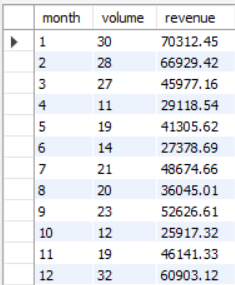 month volume revenue
1 30 70312.45
2 28 66929.42
3 27 45977.16
4 11 29118.54
5 19 41305.62
6 14 27378.69
7 21 48674.66
8 20 36045.01
9 23 52626.61
10 12 25917.32
11 19 46141.33
12 32 60903.12